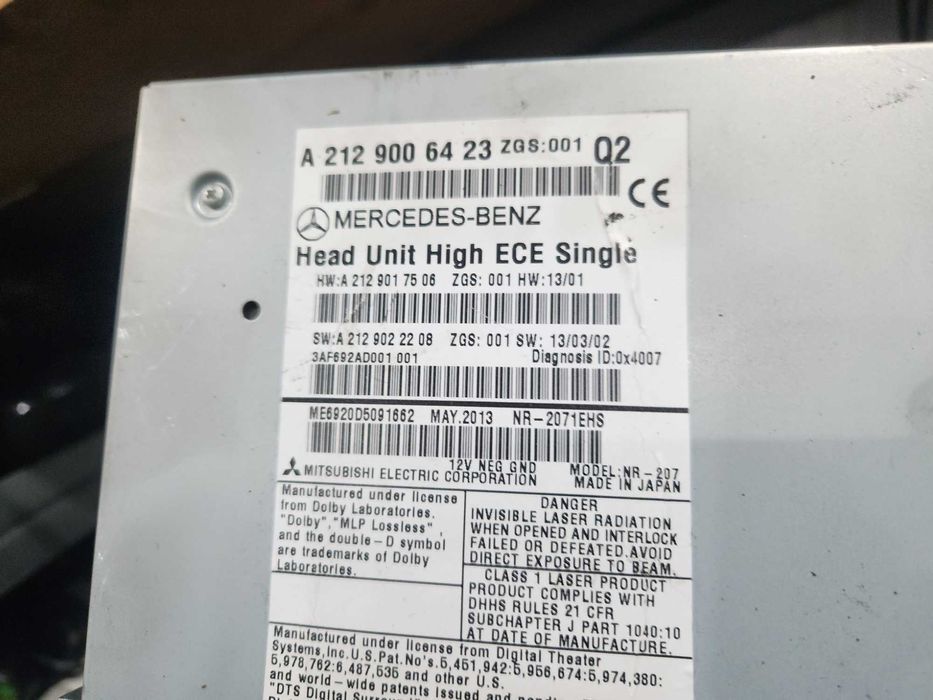 A 212 900 64 23 ZGS:001 Q2
CE
MERCEDES-BENZ
Head Unit High ECE Single
HW:A 212 901 75 06 ZGS: 001 HW:13/01
SW:A 212 902 22 08 ZGS: 001 SW: 13/03/02
3AF692AD001 001 Diagnosis ID:0x4007
ME6920D5091662 MAY.2013 NR-2071EHS
12V NEG GND MODEL:NR-207
MITSUBISHI ELECTRIC CORPORATION MADE IN JAPAN
Manufactured under license
from Dolby Laboratories.
"Dolby","MLP Lossless",
and the double-D symbol
are trademarks of Dolby
Laboratories.
DANGER
INVISIBLE LASER RADIATION
WHEN OPENED AND INTERLOCK
FAILED OR DEFEATED.AVOID
DIRECT EXPOSURE TO BEAM.
CLASS 1 LASER PRODUCT
PRODUCT COMPLIES WITH
DHHS RULES 21 CFR
SUBCHAPTER J PART 1040:10
AT DATE OF MANUFACTURE.
Manufactured under license from Digital Theater
Systems,Inc.U.S.Pat.No's.5,451,942:5,956,674:5,974,380:
5,978,762:6,487,535 and other U.S.
and world-wide patents issued and
"DTS Digital